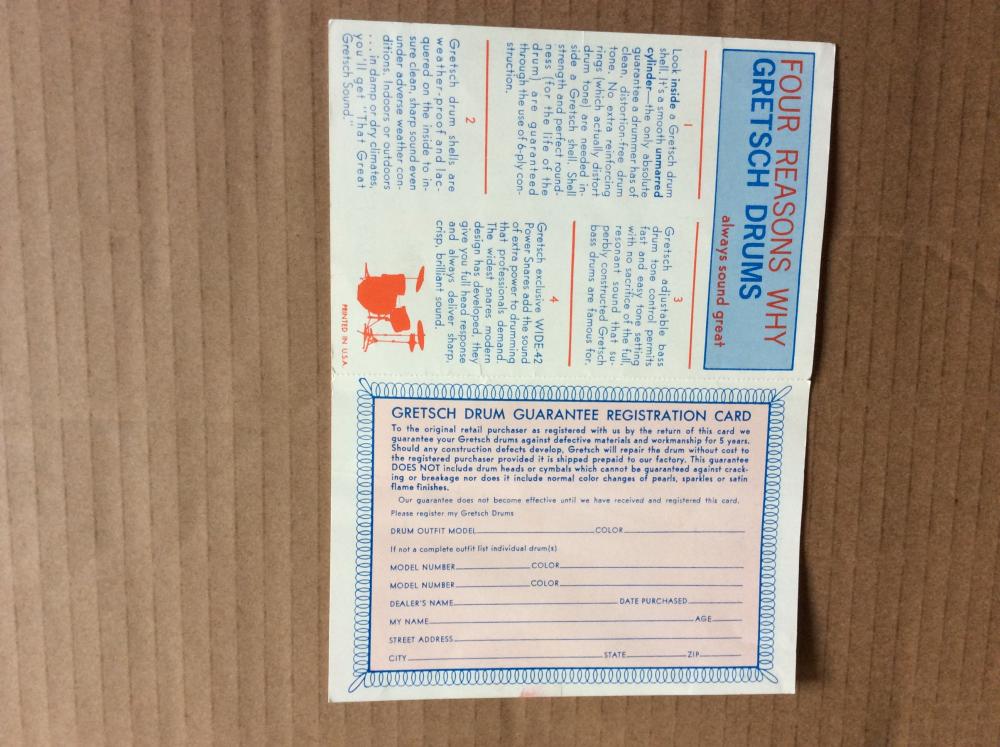 FOUR REASONS WHY
GRETSCH DRUMS
always sound great
1
Look inside a Gretsch drum
shell. It's a smooth unmarred
cylinder—the only absolute
guarantee a drummer has of
clean, distortion-free drum
tone. No extra reinforcing
rings (which actually distort
drum tone) are needed in-
side a Gretsch shell. Shell
strength and perfect round-
ness (for the life of the
drum) are guaranteed
through the use of 6-ply con-
struction.
2
Gretsch drum shells are
weather-proof and lac-
quered on the inside to in-
sure clean, sharp sound even
under adverse weather con-
ditions. Indoors or outdoors
. . . in damp or dry climates,
you'll get "That Great
Gretsch Sound."
3
Gretsch adjustable bass
drum tone control permits
fast and easy tone setting
with no sacrifice of the full,
resonant sound that su-
perbly constructed Gretsch
bass drums are famous for.
4
Gretsch exclusive WIDE-42
Power Snares add the sound
of extra power to drumming
that professionals demand.
The widest snares modern
design has developed, they
give you full head response
and always deliver sharp,
crisp, brilliant sound.
PRINTED IN U.S.A.
GRETSCH DRUM GUARANTEE REGISTRATION CARD
To the original retail purchaser as registered with us by the return of this card we
guarantee your Gretsch drums against defective materials and workmanship for 5 years.
Should any construction defects develop, Gretsch will repair the drum without cost to
the registered purchaser provided it is shipped prepaid to our factory. This guarantee
DOES NOT include drum heads or cymbals which cannot be guaranteed against crack-
ing or breakage nor does it include normal color changes of pearls, sparkles or satin
flame finishes.
Our guarantee does not become effective until we have received and registered this card.
Please register my Gretsch Drums
DRUM OUTFIT MODEL COLOR
If not a complete outfit list individual drum(s)
MODEL NUMBER COLOR
MODEL NUMBER COLOR
DEALER'S NAME DATE PURCHASED
MY NAME AGE
STREET ADDRESS
CITY STATE ZIP